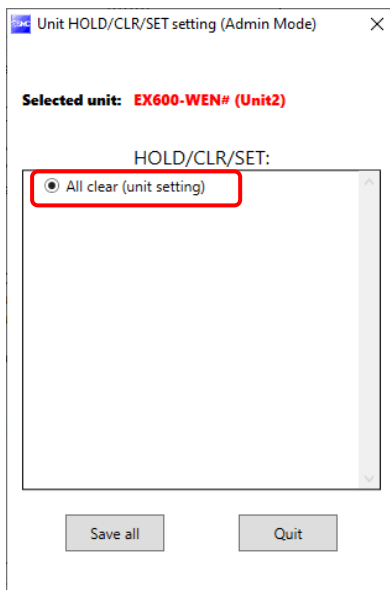 Unit HOLD/CLR/SET setting (Admin Mode)
Selected unit: EX600-WEN# (Unit2)
HOLD/CLR/SET:
All clear (unit setting)
Save all
Quit